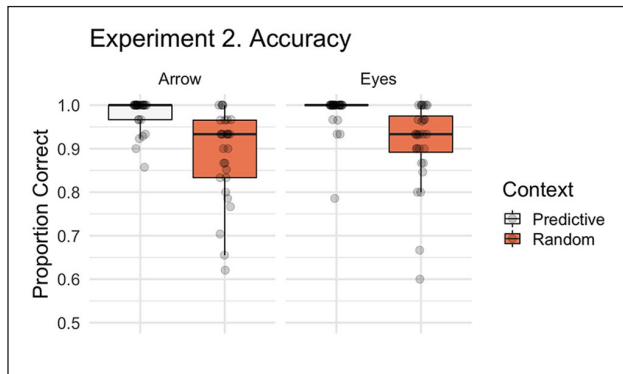 Experiment 2. Accuracy
Arrow
Eyes
Proportion Correct
1.0
0.9
0.8
0.7
0.6
0.5
Context
Predictive
Random